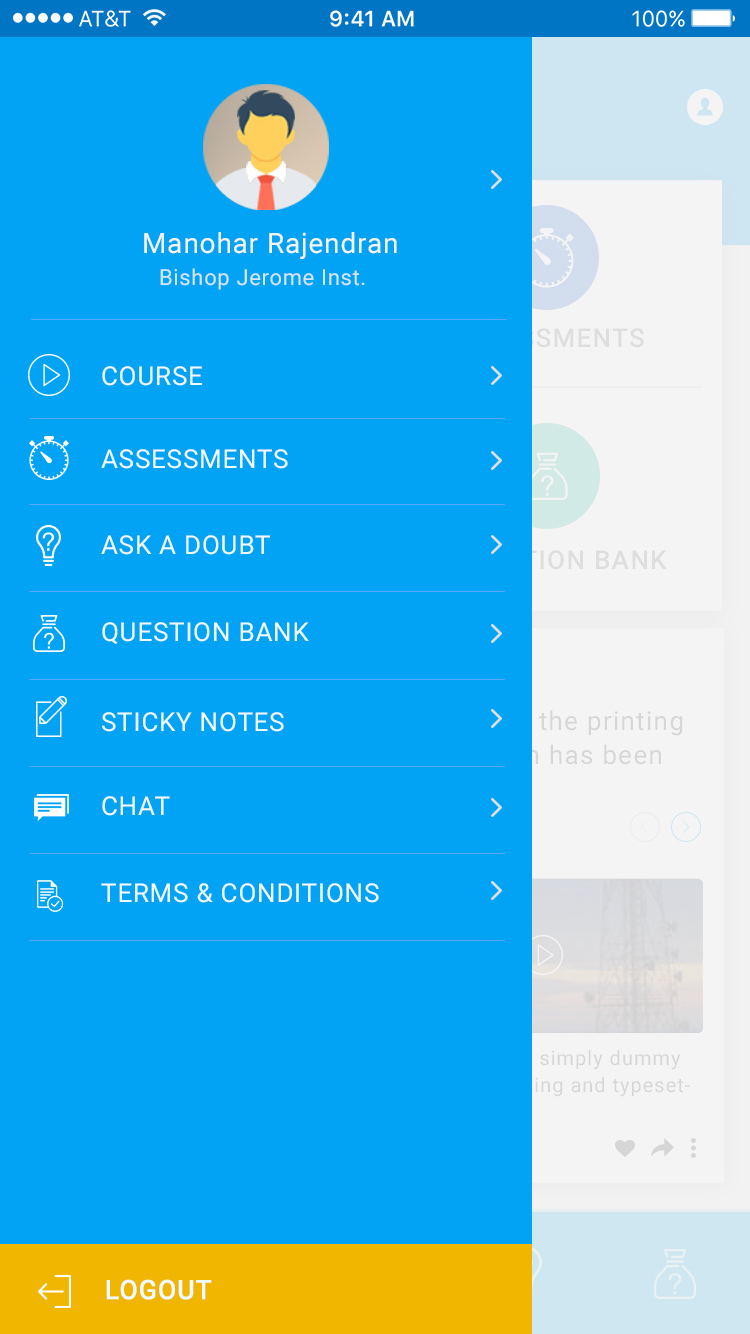 AT&T 9:41 AM 100%
Manohar Rajendran
Bishop Jerome Inst.
COURSE
ASSESSMENTS
ASK A DOUBT
QUESTION BANK
STICKY NOTES
CHAT
TERMS & CONDITIONS
LOGOUT
SSMENTS
TION BANK
the printing
n has been
simply dummy
ing and typeset-